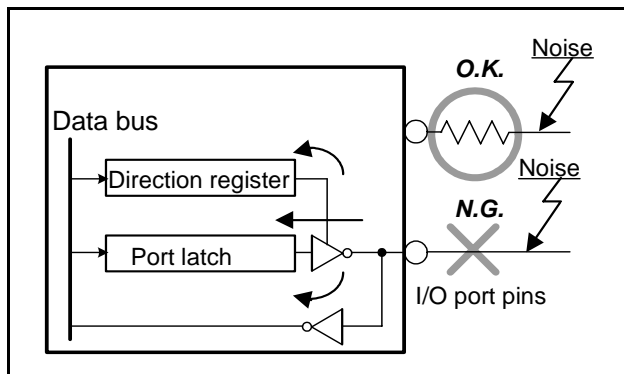 Noise
O.K.
Data bus
Noise
Direction register
N.G.
Port latch
I/O port pins